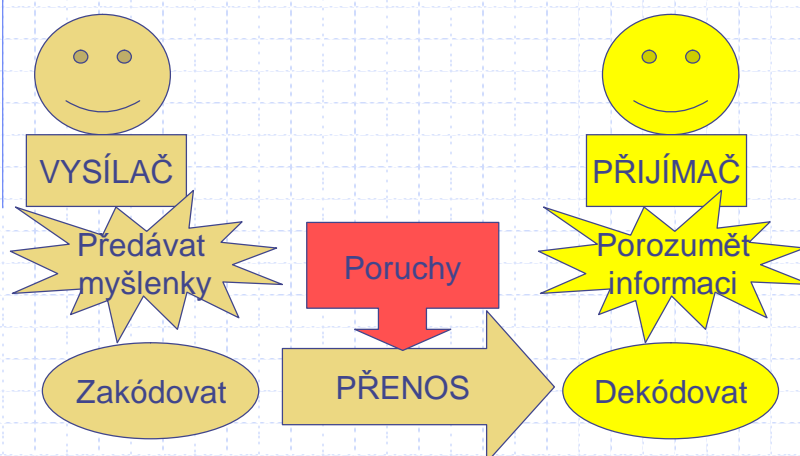 VYSÍLAČ
PŘIJÍMAČ
Předávat
myšlenky
Poruchy
Porozumět
informaci
Zakódovat
PŘENOS
Dekódovat